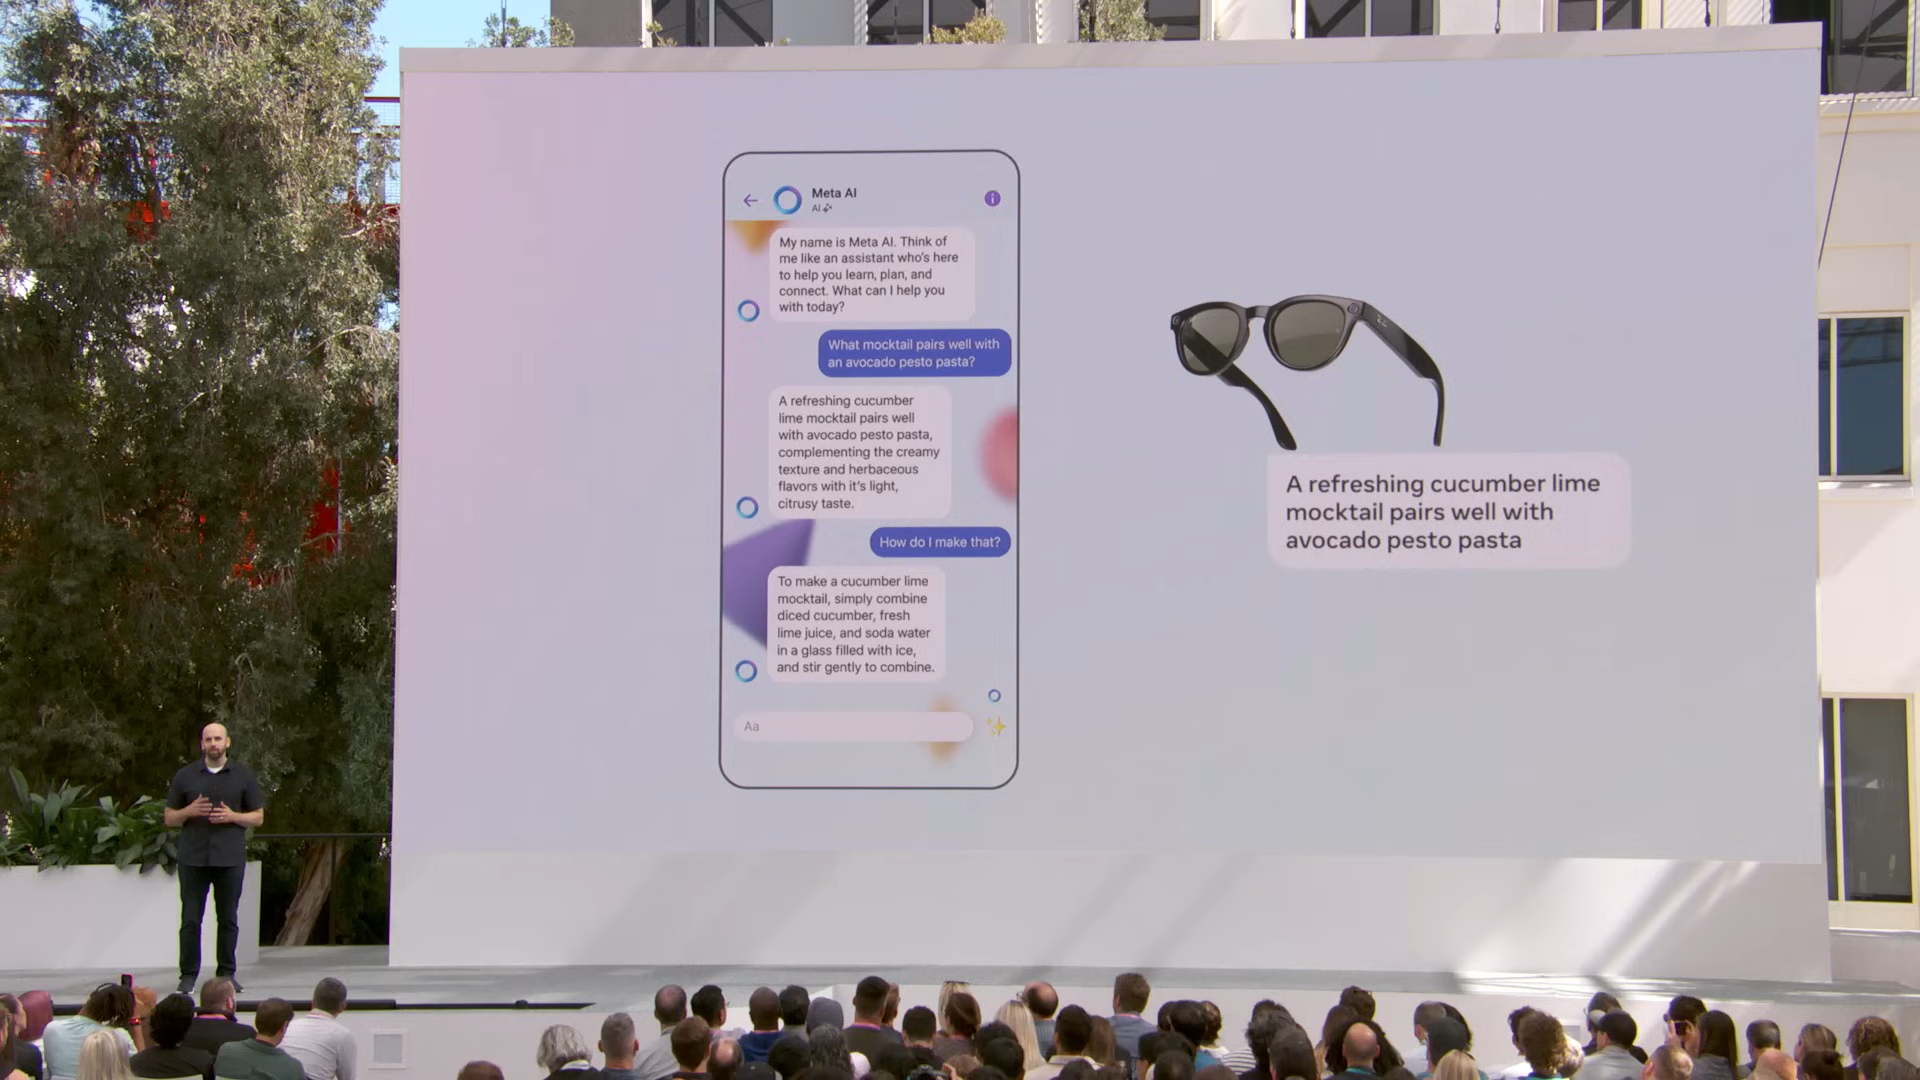 Meta AI
AI
My name is Meta AI. Think of
me like an assistant who's here
to help you learn, plan, and
connect. What can I help you
with today?
What mocktail pairs well with
an avocado pesto pasta?
A refreshing cucumber
lime mocktail pairs well
with avocado pesto pasta,
complementing the creamy
texture and herbaceous
flavors with it's light,
citrusy taste.
How do I make that?
To make a cucumber lime
mocktail, simply combine
diced cucumber, fresh
lime juice, and soda water
in a glass filled with ice,
and stir gently to combine.
Aa
Ray-Ban
A refreshing cucumber lime
mocktail pairs well with
avocado pesto pasta